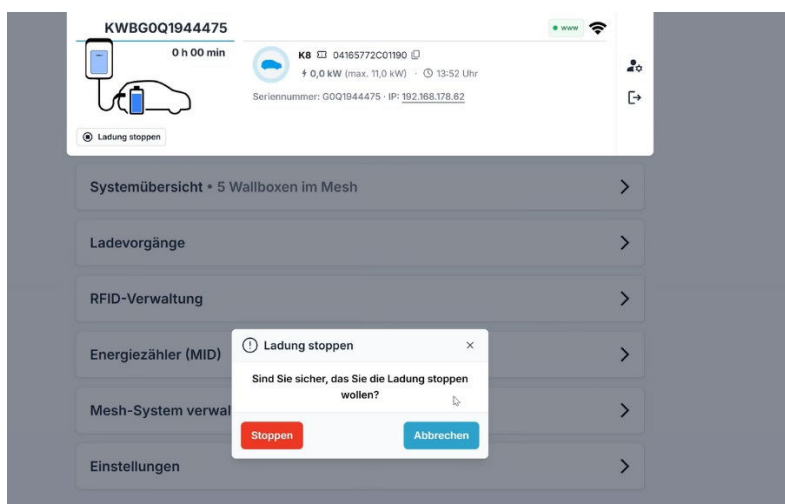 KWBG0Q1944475
www
0 h 00 min
K8 04165772C01190
0,0 kW (max. 11,0 kW) · 13:52 Uhr
Seriennummer: G0Q1944475 · IP: 192.168.178.62
Ladung stoppen
Systemübersicht • 5 Wallboxen im Mesh
Ladevorgänge
RFID-Verwaltung
Energiezähler (MID)
Mesh-System verwal
Einstellungen
Ladung stoppen
Sind Sie sicher, das Sie die Ladung stoppen
wollen?
Stoppen
Abbrechen